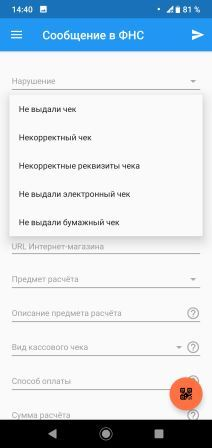 14:40
81 %
Сообщение в ФНС
Нарушение
Не выдали чек
Некорректный чек
Некорректные реквизиты чека
Не выдали электронный чек
Не выдали бумажный чек
URL Интернет-магазина
Предмет расчёта
Описание предмета расчёта
Вид кассового чека
Способ оплаты
Сумма расчёта